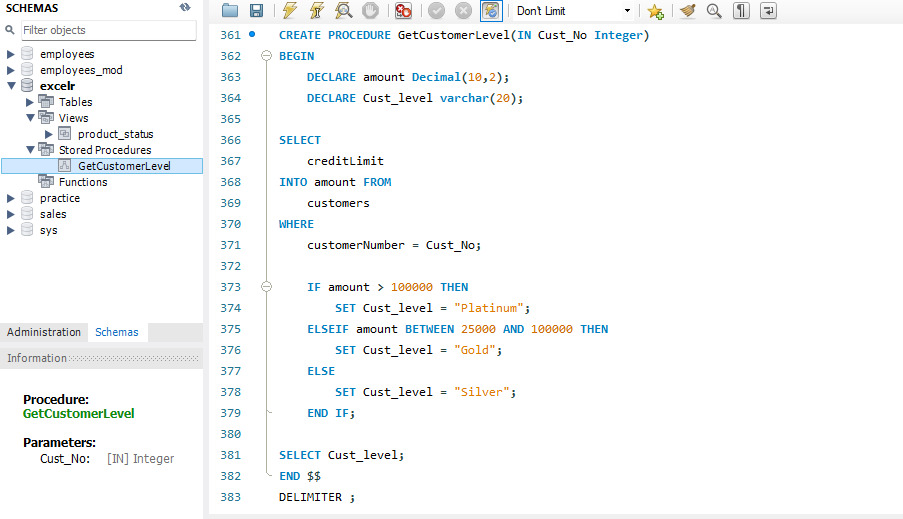 SCHEMAS
Filter objects
employees
employees_mod
excelr
Tables
Views
product_status
Stored Procedures
GetCustomerLevel
Functions
practice
sales
sys
Administration Schemas
Information
Procedure:
GetCustomerLevel
Parameters:
Cust_No: [IN] Integer
Don't Limit
361 CREATE PROCEDURE GetCustomerLevel(IN Cust_No Integer)
362 BEGIN
363 DECLARE amount Decimal(10,2);
364 DECLARE Cust_level varchar(20);
365
366 SELECT
367 creditLimit
368 INTO amount FROM
369 customers
370 WHERE
371 customerNumber = Cust_No;
372
373 IF amount > 100000 THEN
374 SET Cust_level = "Platinum";
375 ELSEIF amount BETWEEN 25000 AND 100000 THEN
376 SET Cust_level = "Gold";
377 ELSE
378 SET Cust_level = "Silver";
379 END IF;
380
381 SELECT Cust_level;
382 END $$
383 DELIMITER ;